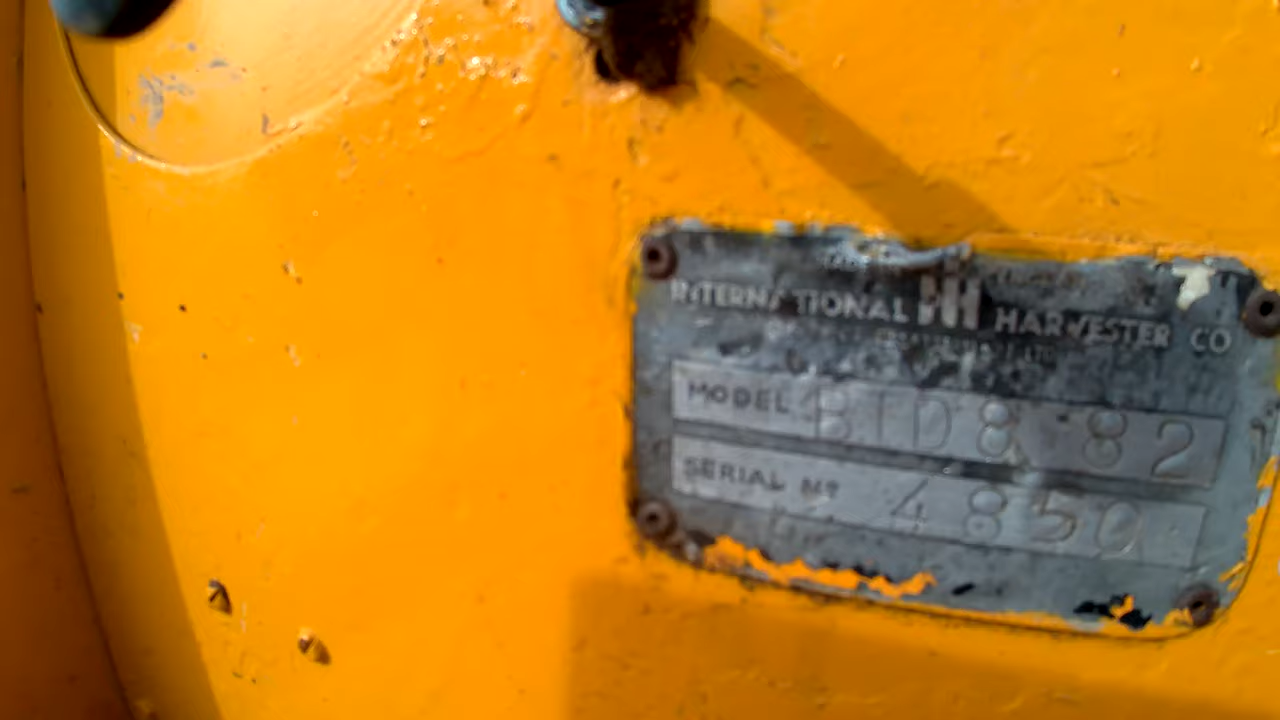 INTERNATIONAL IH HARVESTER CO
MODEL BTD8 82
SERIAL Nº 4850